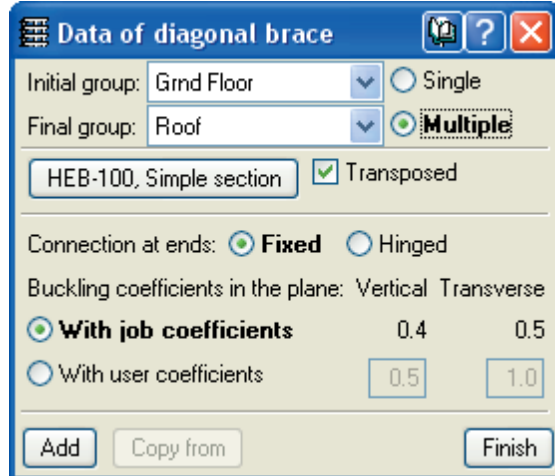 Data of diagonal brace ?
Initial group: Grnd Floor Single
Final group: Roof Multiple
HEB-100, Simple section Transposed
Connection at ends: Fixed Hinged
Buckling coefficients in the plane: Vertical Transverse
With job coefficients 0.4 0.5
With user coefficients 0.5 1.0
Add Copy from Finish